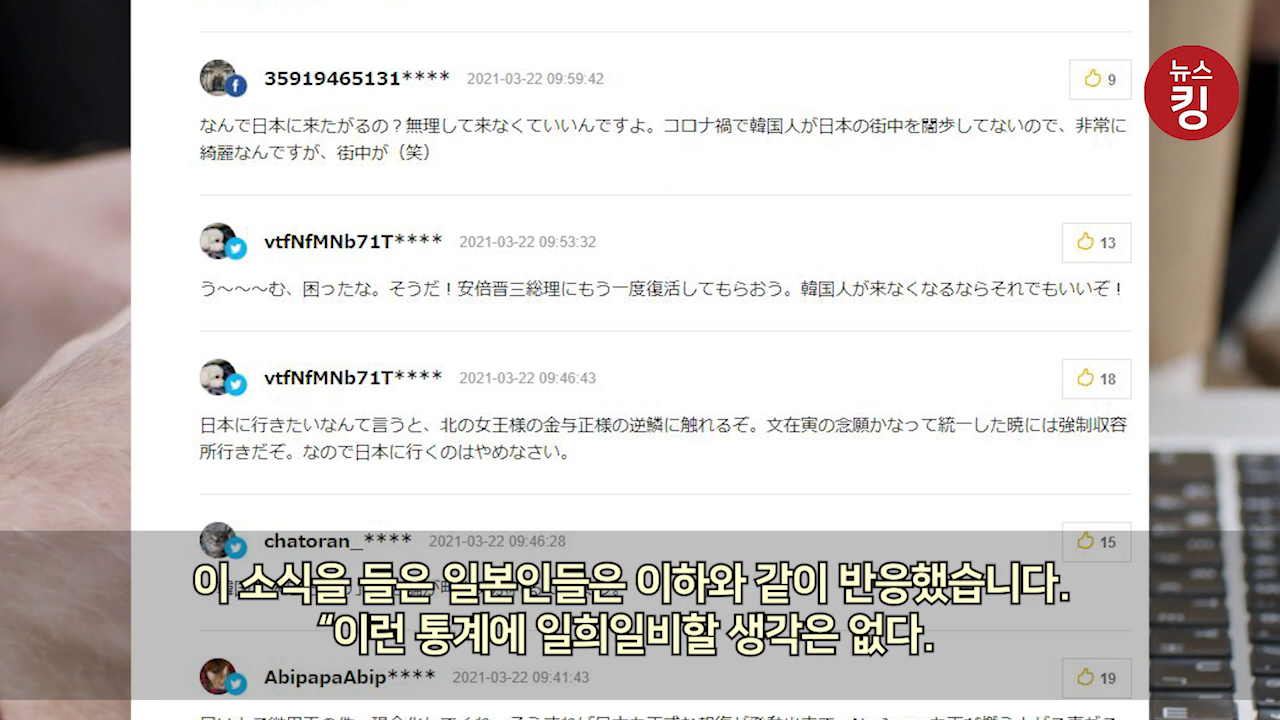 35919465131**** 2021-03-22 09:59:42 9
뉴스
킹
なんで日本に来たがるの？無理して来なくていいんですよ。コロナ禍で韓国人が日本の街中を闊歩してないので、非常に
綺麗なんですが、街中が（笑）
vtfNfMNb71T**** 2021-03-22 09:53:32 13
う～～～む、困ったな。そうだ！安倍晋三総理にもう一度復活してもらおう。韓国人が来なくなるならそれでもいいぞ！
vtfNfMNb71T**** 2021-03-22 09:46:43 18
日本に行きたいなんて言うと、北の女王様の金与正様の逆鱗に触れるぞ。文在寅の念願かなって統一した暁には強制収容
所行きだぞ。なので日本に行くのはやめなさい。
chatoran_**** 2021-03-22 09:46:28 15
이 소식을 들은 일본인들은 이하와 같이 반응했습니다.
“이런 통계에 일희일비할 생각은 없다.
AbipapaAbip**** 2021-03-22 09:41:43 19